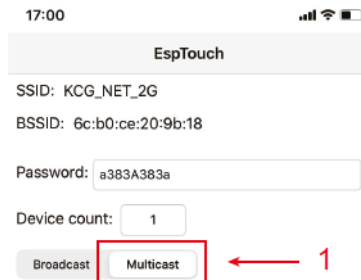 17:00
EspTouch
SSID: KCG_NET_2G
BSSID: 6c:b0:ce:20:9b:18
Password: a383A383a
Device count: 1
Broadcast Multicast 1